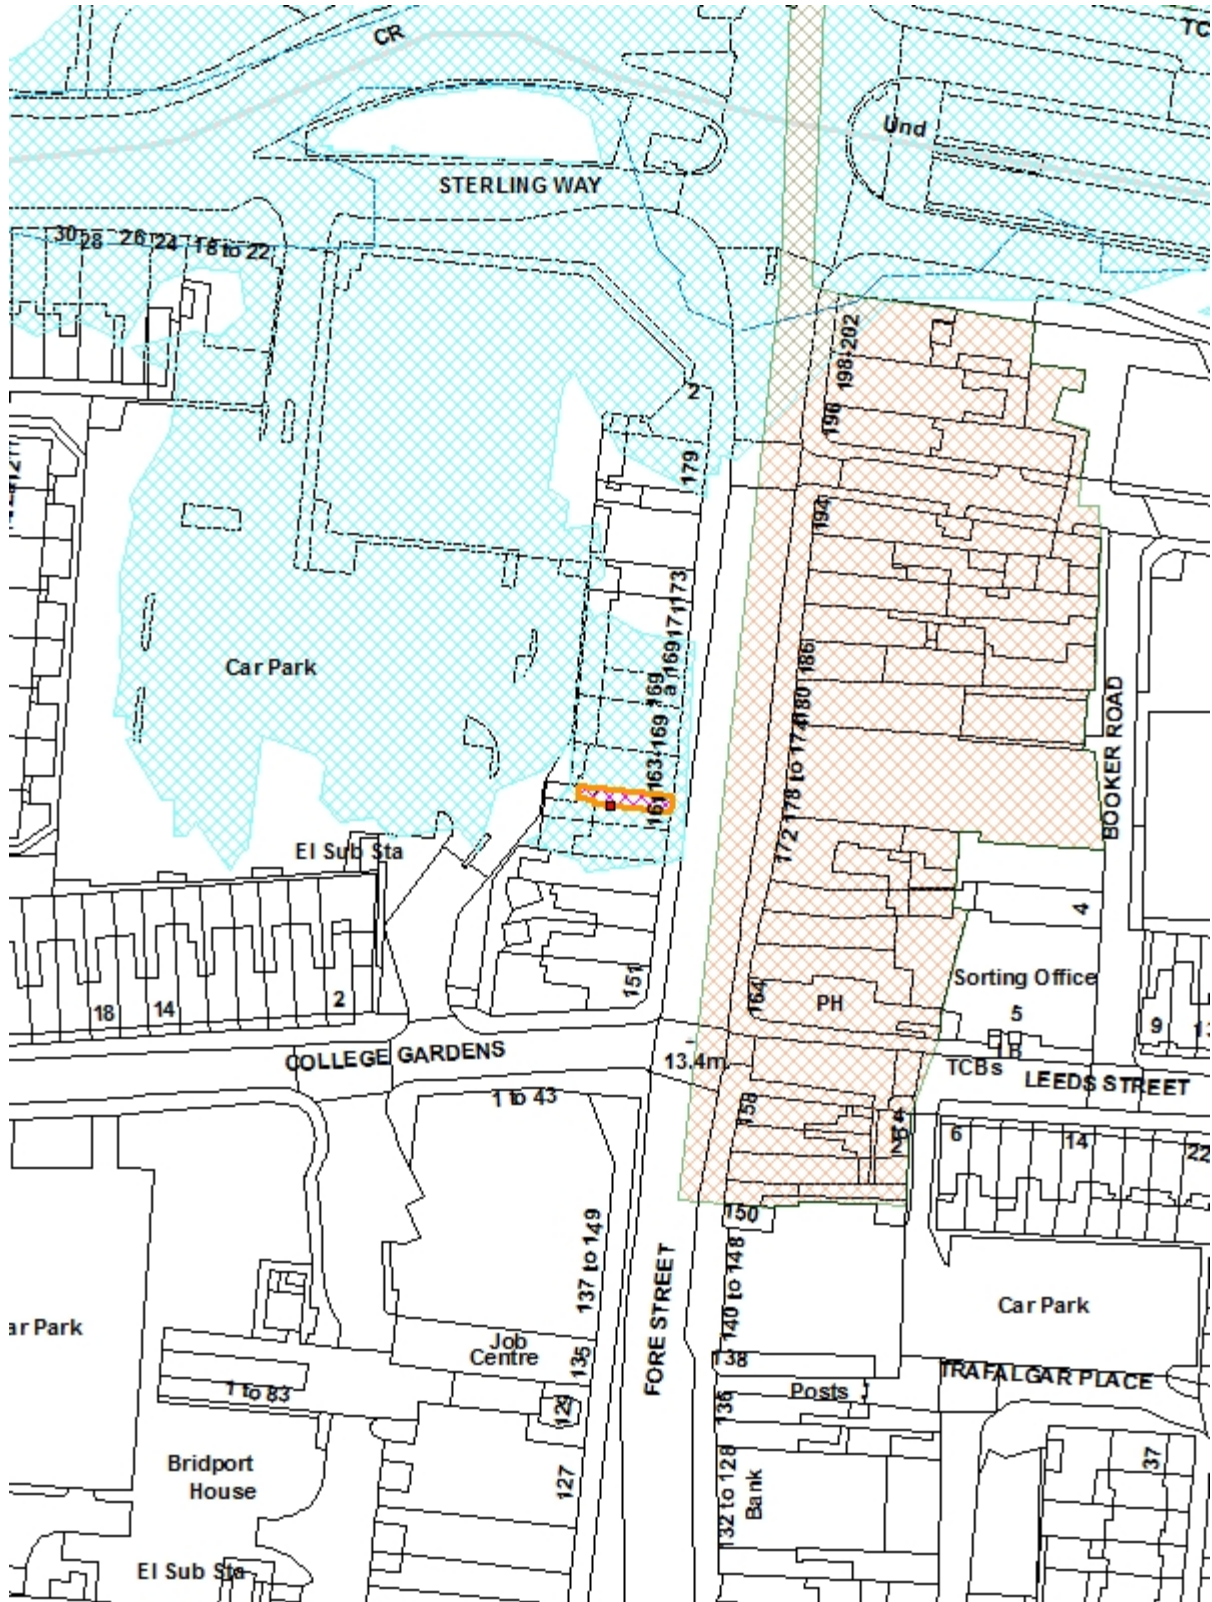 CR
TC
Und
STERLING WAY
30
28
26
24
18 to 22
198-202
2
196
179
194
173
171
169
186
169
a
180
Car Park
163-169
178 to 174
BOOKER ROAD
161
172
El Sub Sta
4
151
Sorting Office
164
PH
2
18
14
5
9
13.4m
LB
TCBs
COLLEGE GARDENS
LEEDS STREET
1 to 43
158
6
14
22
150
137 to 149
140 to 148
FORE STREET
Car Park
ar Park
Job
Centre
135
138
TRAFALGAR PLACE
1 to 83
Posts
136
129
Bridport
House
127
132 to 128
Bank
37
El Sub Sta